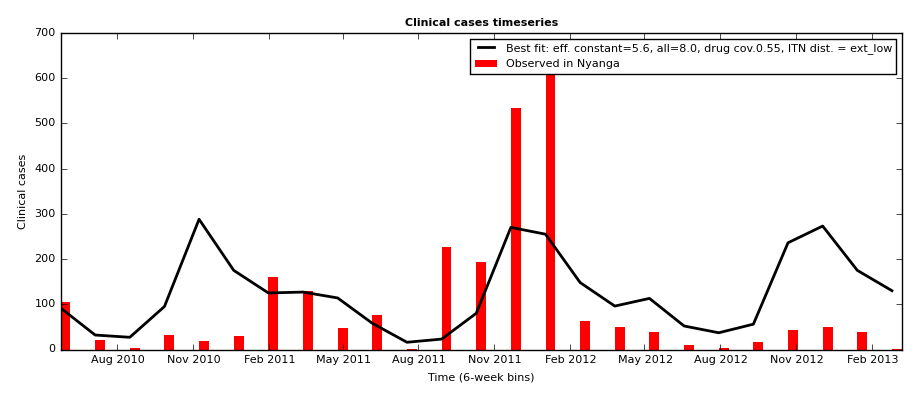 Clinical cases timeseries
700
600
500
400
300
200
100
0
Clinical cases
Best fit: eff. constant=5.6, all=8.0, drug cov.0.55, ITN dist. = ext_low
Observed in Nyanga
Aug 2010 Nov 2010 Feb 2011 May 2011 Aug 2011 Nov 2011 Feb 2012 May 2012 Aug 2012 Nov 2012 Feb 2013
Time (6-week bins)